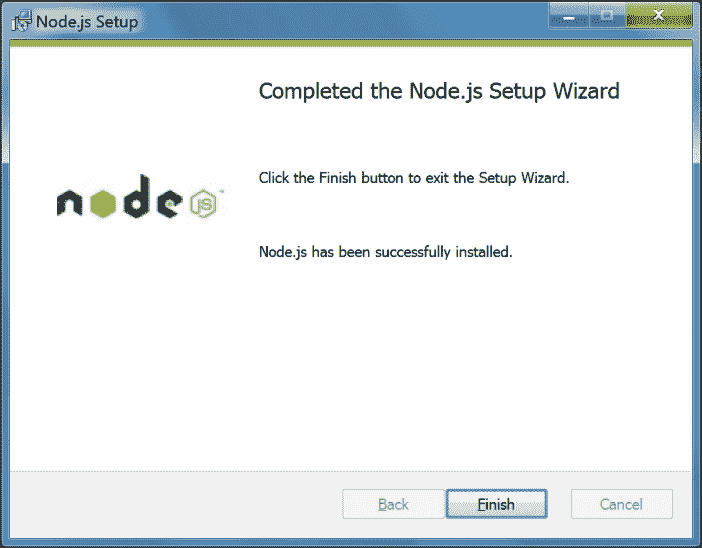 Node.js Setup
Completed the Node.js Setup Wizard
Click the Finish button to exit the Setup Wizard.
node
JS
™
Node.js has been successfully installed.
Back
Finish
Cancel